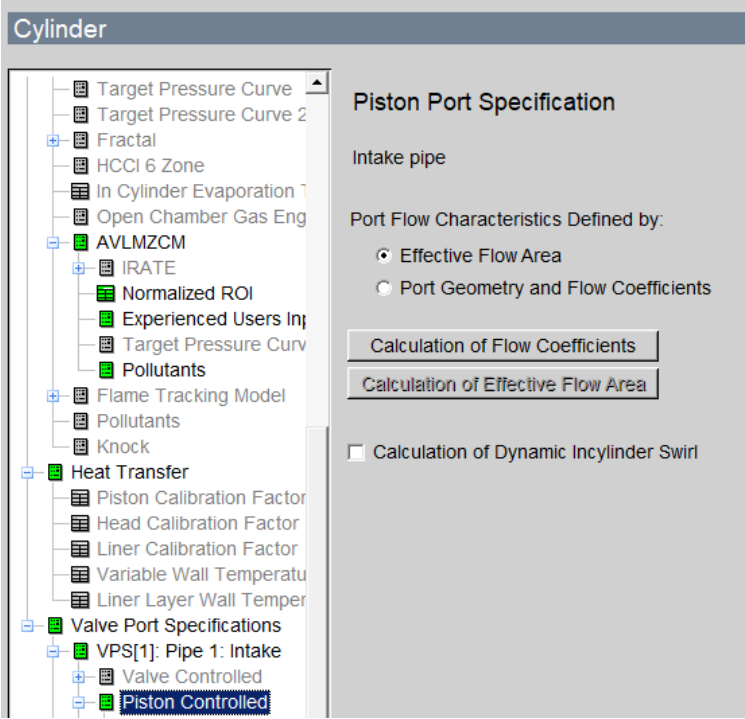 Cylinder
Target Pressure Curve
Target Pressure Curve 2
Fractal
HCCI 6 Zone
In Cylinder Evaporation
Open Chamber Gas Eng
AVLMZCM
IRATE
Normalized ROI
Experienced Users Inp
Target Pressure Curv
Pollutants
Flame Tracking Model
Pollutants
Knock
Heat Transfer
Piston Calibration Factor
Head Calibration Factor
Liner Calibration Factor
Variable Wall Temperatu
Liner Layer Wall Temper
Valve Port Specifications
VPS[1]: Pipe 1: Intake
Valve Controlled
Piston Controlled
Piston Port Specification
Intake pipe
Port Flow Characteristics Defined by:
Effective Flow Area
Port Geometry and Flow Coefficients
Calculation of Flow Coefficients
Calculation of Effective Flow Area
Calculation of Dynamic Incylinder Swirl